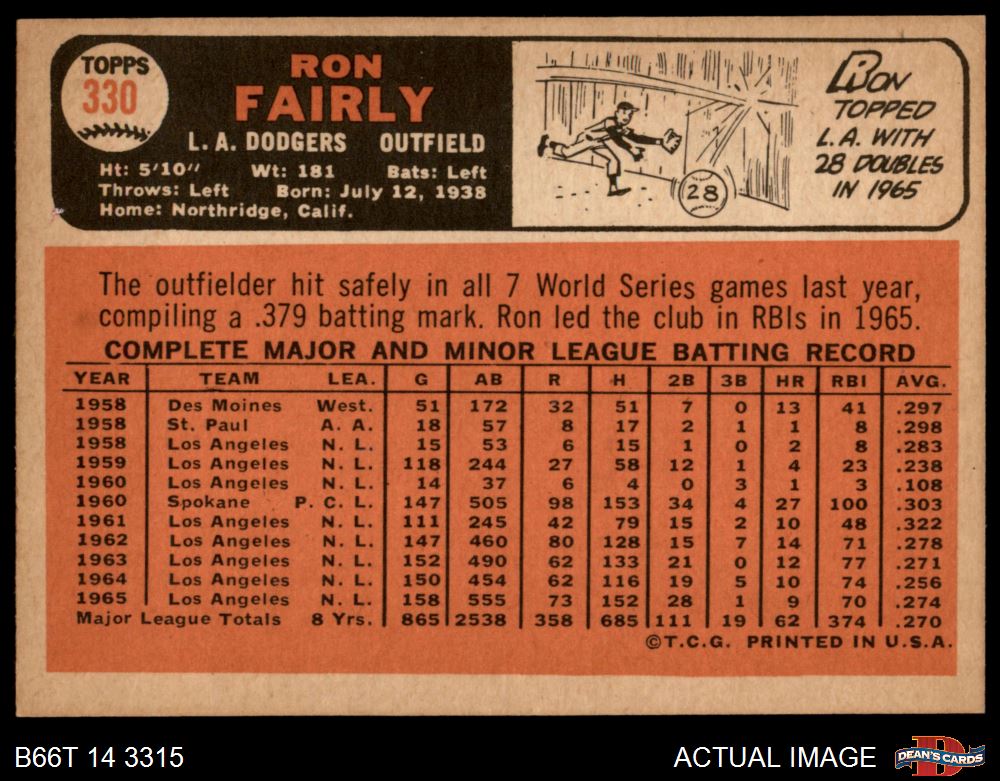 TOPPS
330
RON
FAIRLY
L. A. DODGERS OUTFIELD
Ht: 5'10" Wt: 181 Bats: Left
Throws: Left Born: July 12, 1938
Home: Northridge, Calif.
28
RON
TOPPED
L.A. WITH
28 DOUBLES
IN 1965
The outfielder hit safely in all 7 World Series games last year,
compiling a .379 batting mark. Ron led the club in RBIs in 1965.
COMPLETE MAJOR AND MINOR LEAGUE BATTING RECORD
YEAR TEAM LEA. G AB R H 2B 3B HR RBI AVG.
1958 Des Moines West. 51 172 32 51 7 0 13 41 .297
1958 St. Paul A. A. 18 57 8 17 2 1 1 8 .298
1958 Los Angeles N. L. 15 53 6 15 1 0 2 8 .283
1959 Los Angeles N. L. 118 244 27 58 12 1 4 23 .238
1960 Los Angeles N. L. 14 37 6 4 0 3 1 3 .108
1960 Spokane P. C. L. 147 505 98 153 34 4 27 100 .303
1961 Los Angeles N. L. 111 245 42 79 15 2 10 48 .322
1962 Los Angeles N. L. 147 460 80 128 15 7 14 71 .278
1963 Los Angeles N. L. 152 490 62 133 21 0 12 77 .271
1964 Los Angeles N. L. 150 454 62 116 19 5 10 74 .256
1965 Los Angeles N. L. 158 555 73 152 28 1 9 70 .274
Major League Totals 8 Yrs. 865 2538 358 685 111 19 62 374 .270
©T.C.G. PRINTED IN U.S.A.
B66T 14 3315
ACTUAL IMAGE
D
DEAN'S CARDS